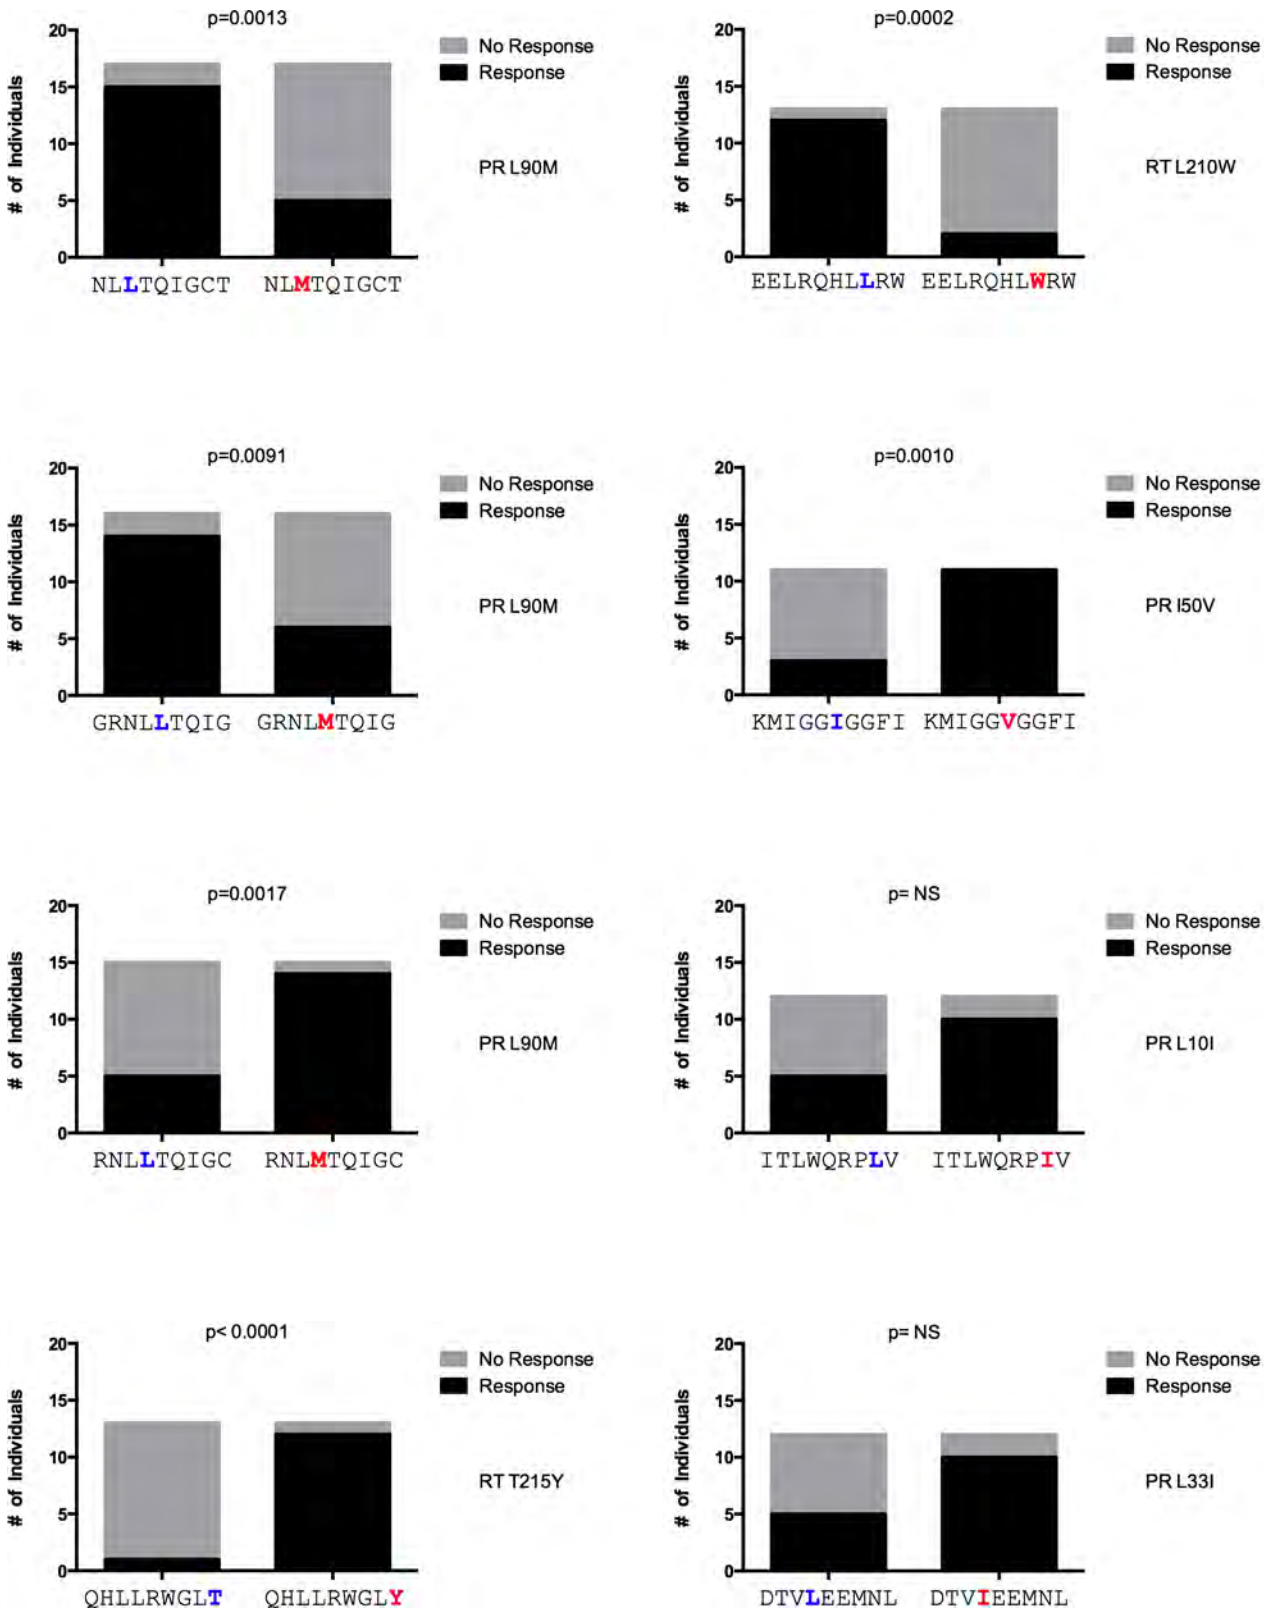 p=0.0013
# of Individuals
20
15
10
5
0
No Response
Response
PR L90M
NLLTQIGCT NLMTQIGCT
p=0.0002
# of Individuals
20
15
10
5
0
No Response
Response
RT L210W
EELRQHLLRW EELRQHLWRW
p=0.0091
# of Individuals
20
15
10
5
0
No Response
Response
PR L90M
GRNLLTQIG GRNLMTQIG
p=0.0010
# of Individuals
20
15
10
5
0
No Response
Response
PR I50V
KMIGGIGGFI KMIGGVGGFI
p=0.0017
# of Individuals
20
15
10
5
0
No Response
Response
PR L90M
RNLLTQIGC RNLMTQIGC
p= NS
# of Individuals
20
15
10
5
0
No Response
Response
PR L10I
ITLWQRPLV ITLWQRPIV
p< 0.0001
# of Individuals
20
15
10
5
0
No Response
Response
RT T215Y
QHLLRWGLT QHLLRWGLY
p= NS
# of Individuals
20
15
10
5
0
No Response
Response
PR L33I
DTVLEEMNL DTVIEEMNL